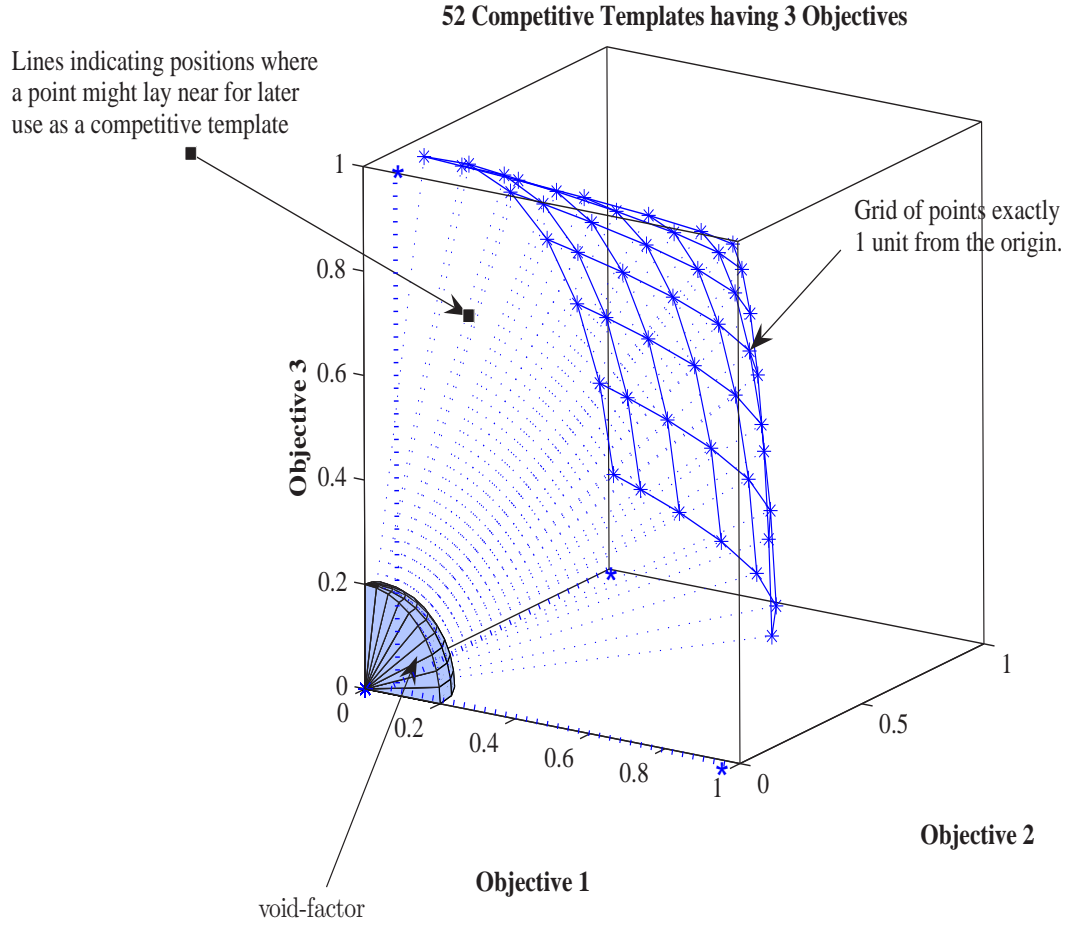 52 Competitive Templates having 3 Objectives
Lines indicating positions where
a point might lay near for later
use as a competitive template
Grid of points exactly
1 unit from the origin.
1
0.8
0.6
0.4
0.2
0
Objective 3
0
0.2
0.4
0.6
0.8
1
Objective 1
0
0.5
1
Objective 2
void-factor